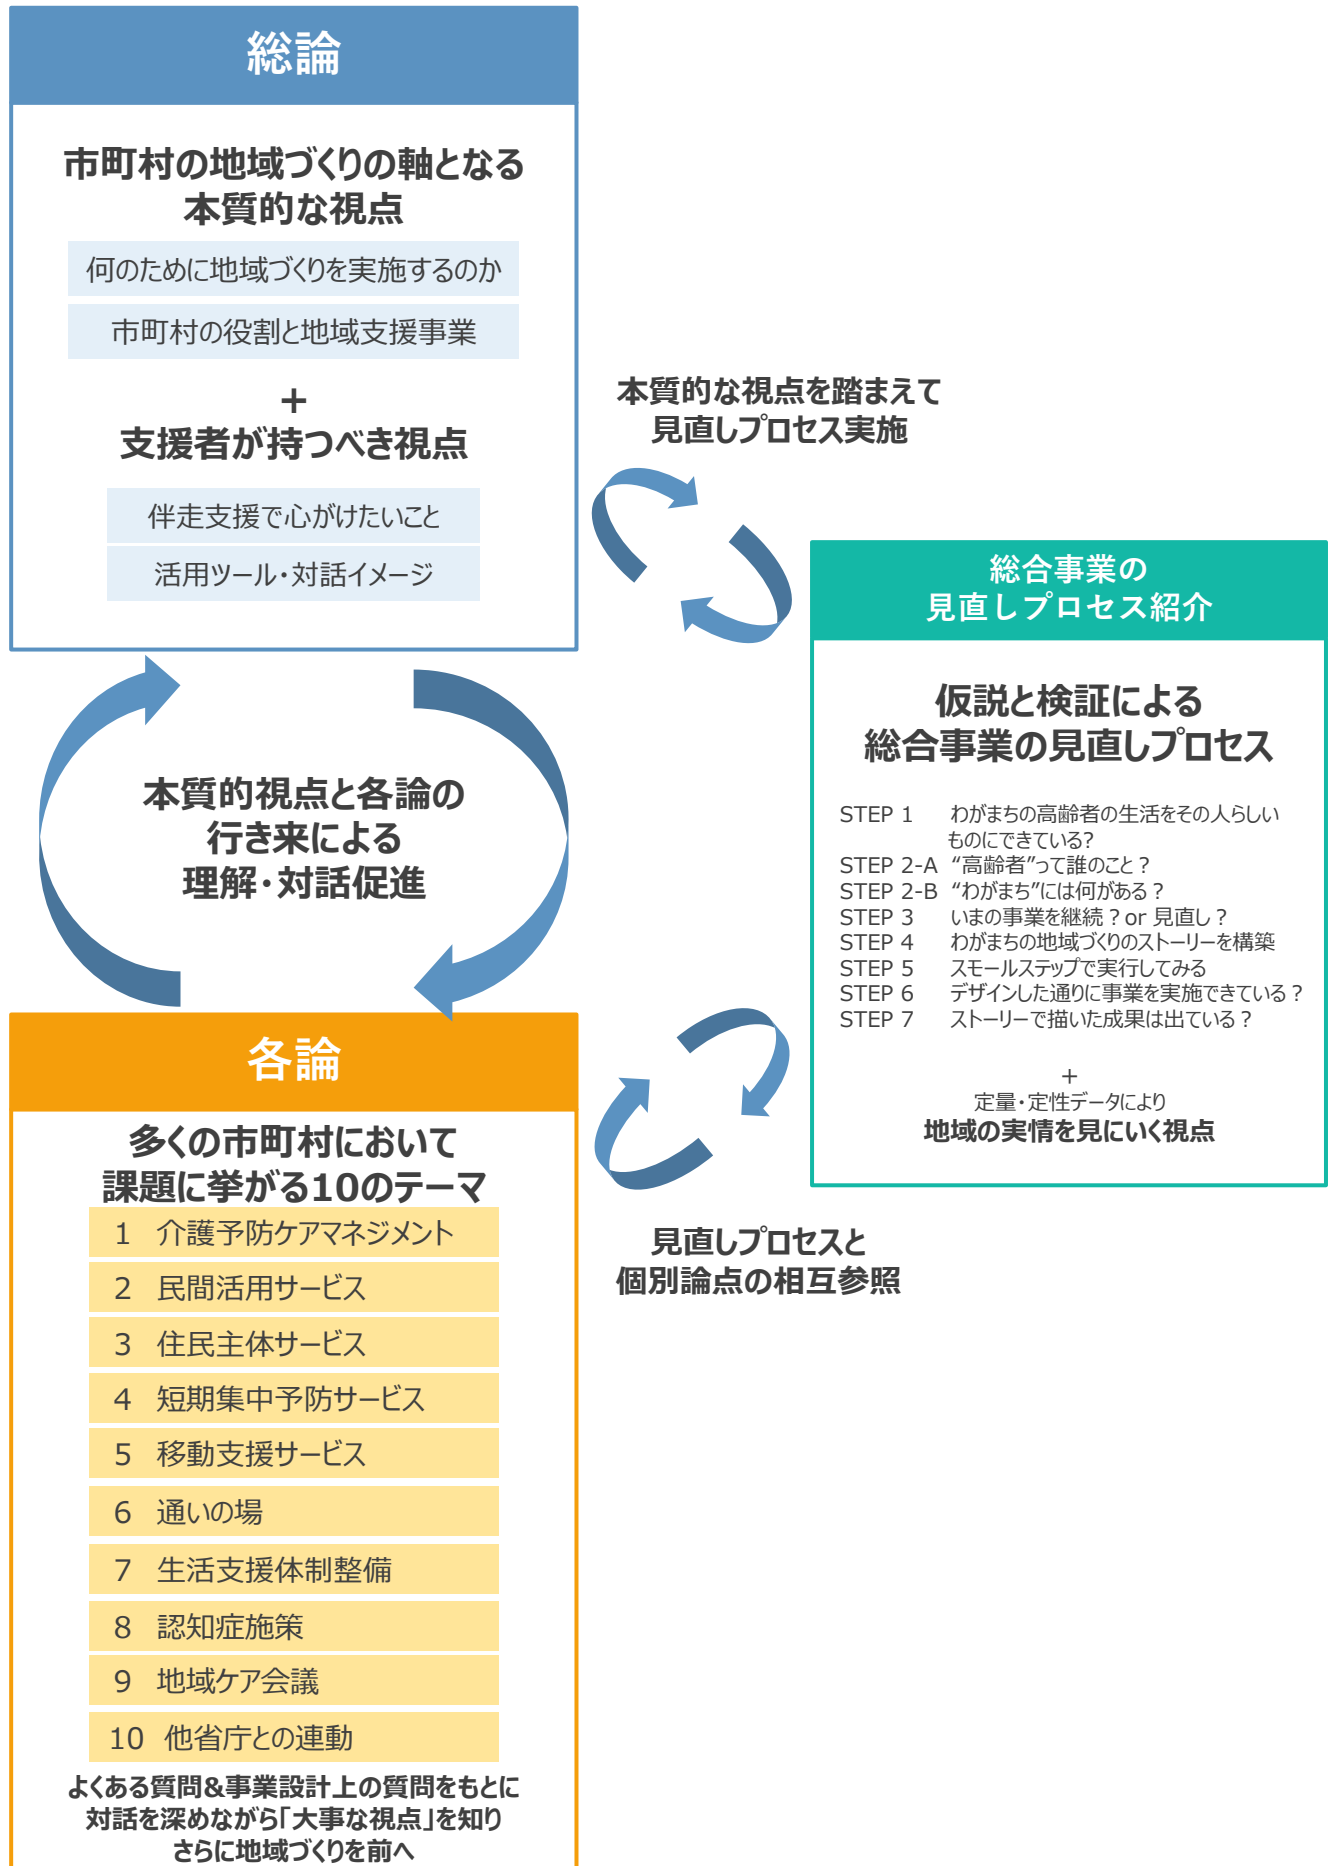 総論
市町村の地域づくりの軸となる
本質的な視点
何のために地域づくりを実施するのか
市町村の役割と地域支援事業
+
支援者が持つべき視点
伴走支援で心がけたいこと
活用ツール・対話イメージ
本質的な視点を踏まえて
見直しプロセス実施
本質的視点と各論の
行き来による
理解・対話促進
総合事業の
見直しプロセス紹介
仮説と検証による
総合事業の見直しプロセス
STEP 1 わがまちの高齢者の生活をその人らしい
ものにできている?
STEP 2-A “高齢者”って誰のこと？
STEP 2-B “わがまち”には何がある？
STEP 3 いまの事業を継続？or 見直し？
STEP 4 わがまちの地域づくりのストーリーを構築
STEP 5 スモールステップで実行してみる
STEP 6 デザインした通りに事業を実施できている？
STEP 7 ストーリーで描いた成果は出ている？
+
定量・定性データにより
地域の実情を見にいく視点
見直しプロセスと
個別論点の相互参照
各論
多くの市町村において
課題に挙がる10のテーマ
1 介護予防ケアマネジメント
2 民間活用サービス
3 住民主体サービス
4 短期集中予防サービス
5 移動支援サービス
6 通いの場
7 生活支援体制整備
8 認知症施策
9 地域ケア会議
10 他省庁との連動
よくある質問&事業設計上の質問をもとに
対話を深めながら「大事な視点」を知り
さらに地域づくりを前へ